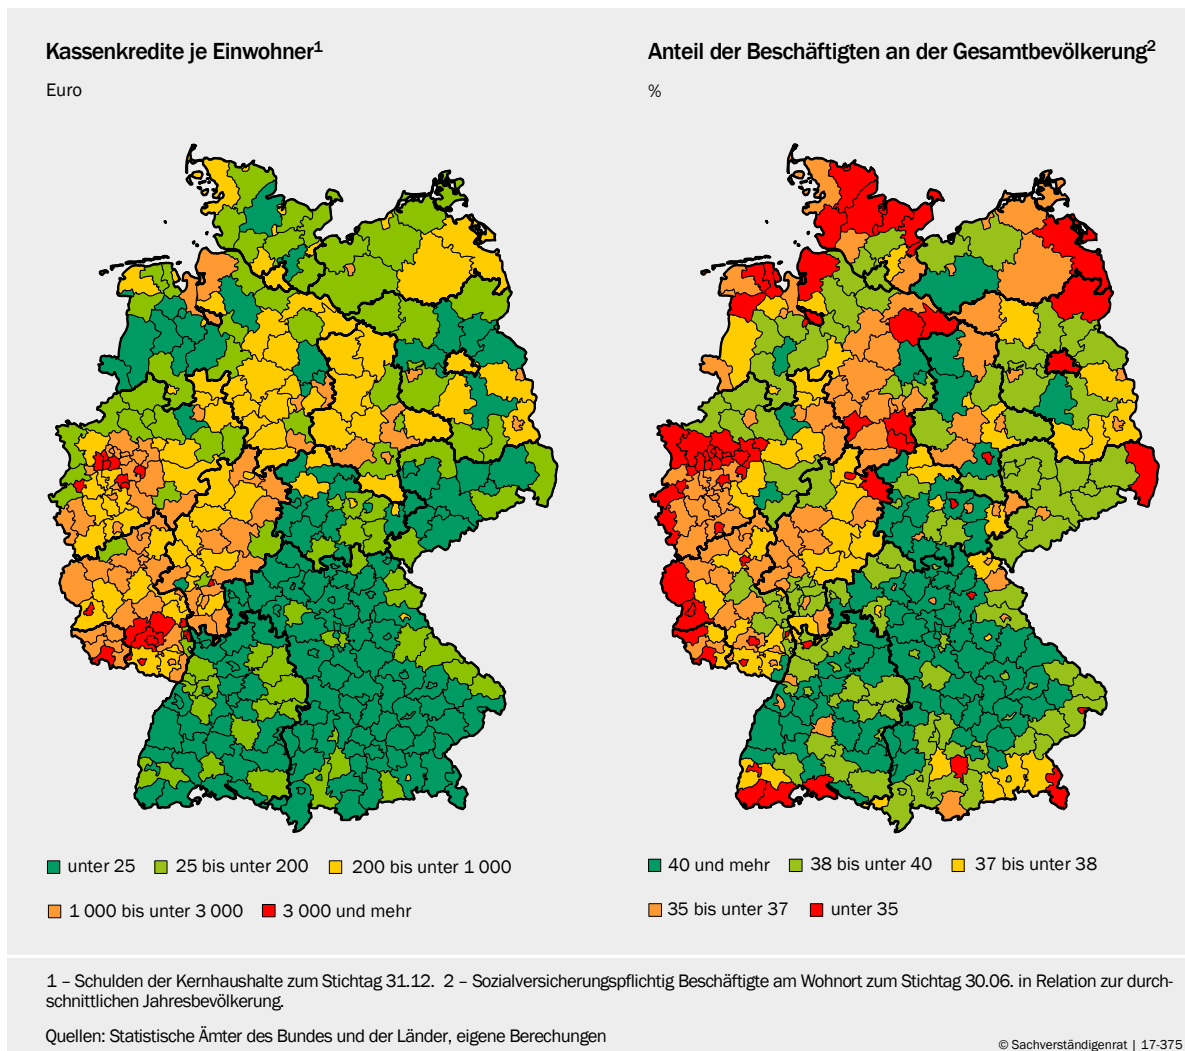 Kassenkredite je Einwohner¹
Euro
Anteil der Beschäftigten an der Gesamtbevölkerung²
%
unter 25
25 bis unter 200
200 bis unter 1 000
1 000 bis unter 3 000
3 000 und mehr
40 und mehr
38 bis unter 40
37 bis unter 38
35 bis unter 37
unter 35
1 – Schulden der Kernhaushalte zum Stichtag 31.12. 2 – Sozialversicherungspflichtig Beschäftigte am Wohnort zum Stichtag 30.06. in Relation zur durch-
schnittlichen Jahresbevölkerung.
Quellen: Statistische Ämter des Bundes und der Länder, eigene Berechungen
© Sachverständigenrat | 17-375